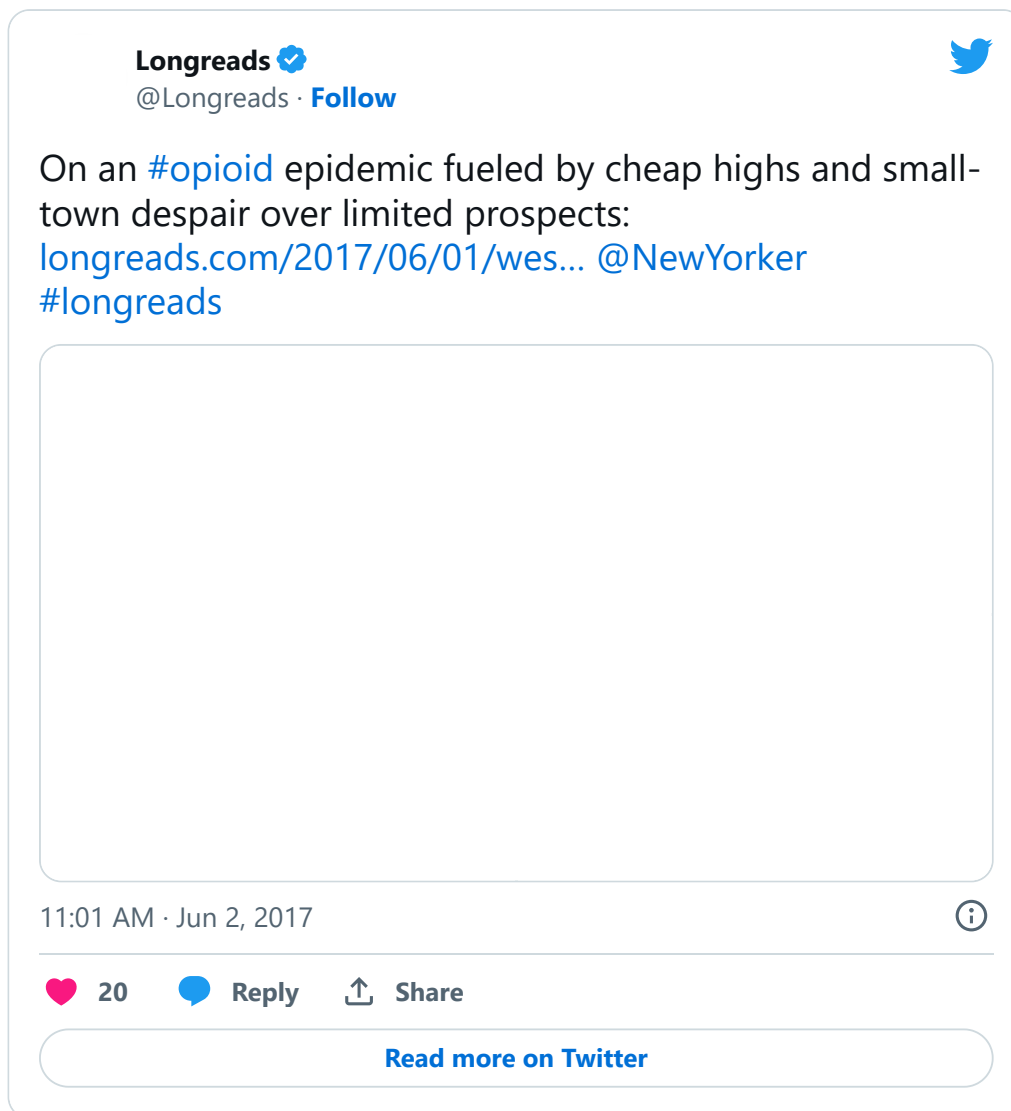 Longreads
@Longreads · Follow
On an #opioid epidemic fueled by cheap highs and small-
town despair over limited prospects:
longreads.com/2017/06/01/wes… @NewYorker
#longreads
11:01 AM · Jun 2, 2017
20 Reply Share
Read more on Twitter